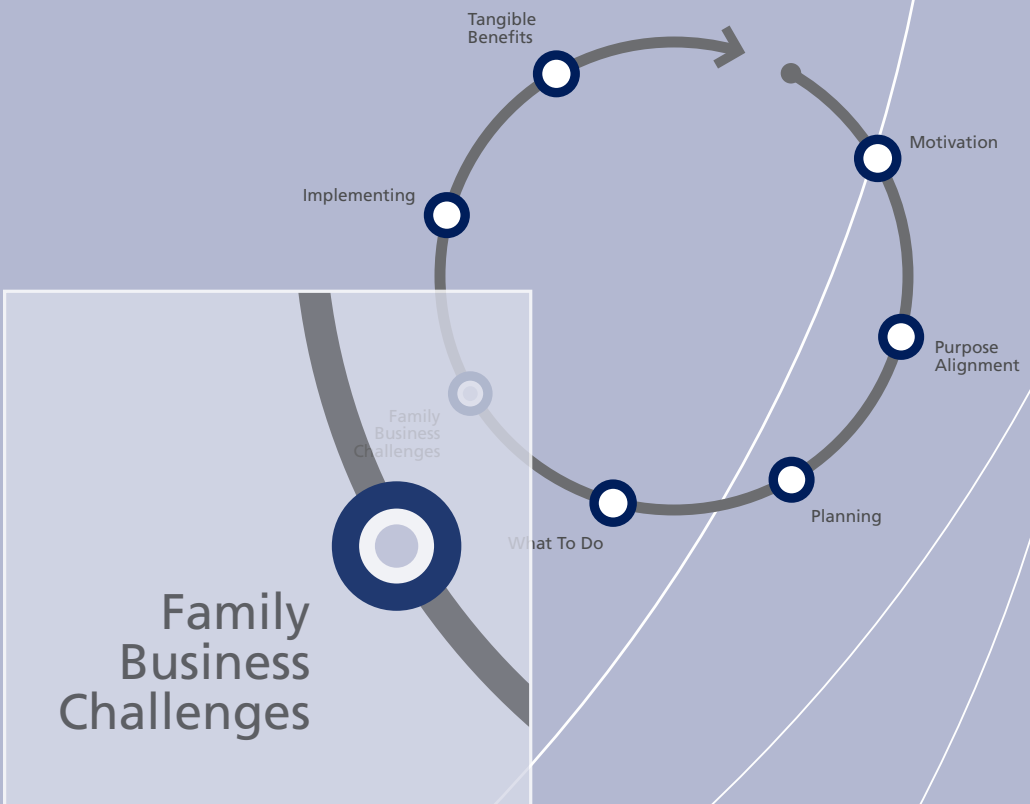 Tangible
Benefits
Motivation
Implementing
Purpose
Alignment
Family
Business
Challenges
Planning
What To Do
Family
Business
Challenges